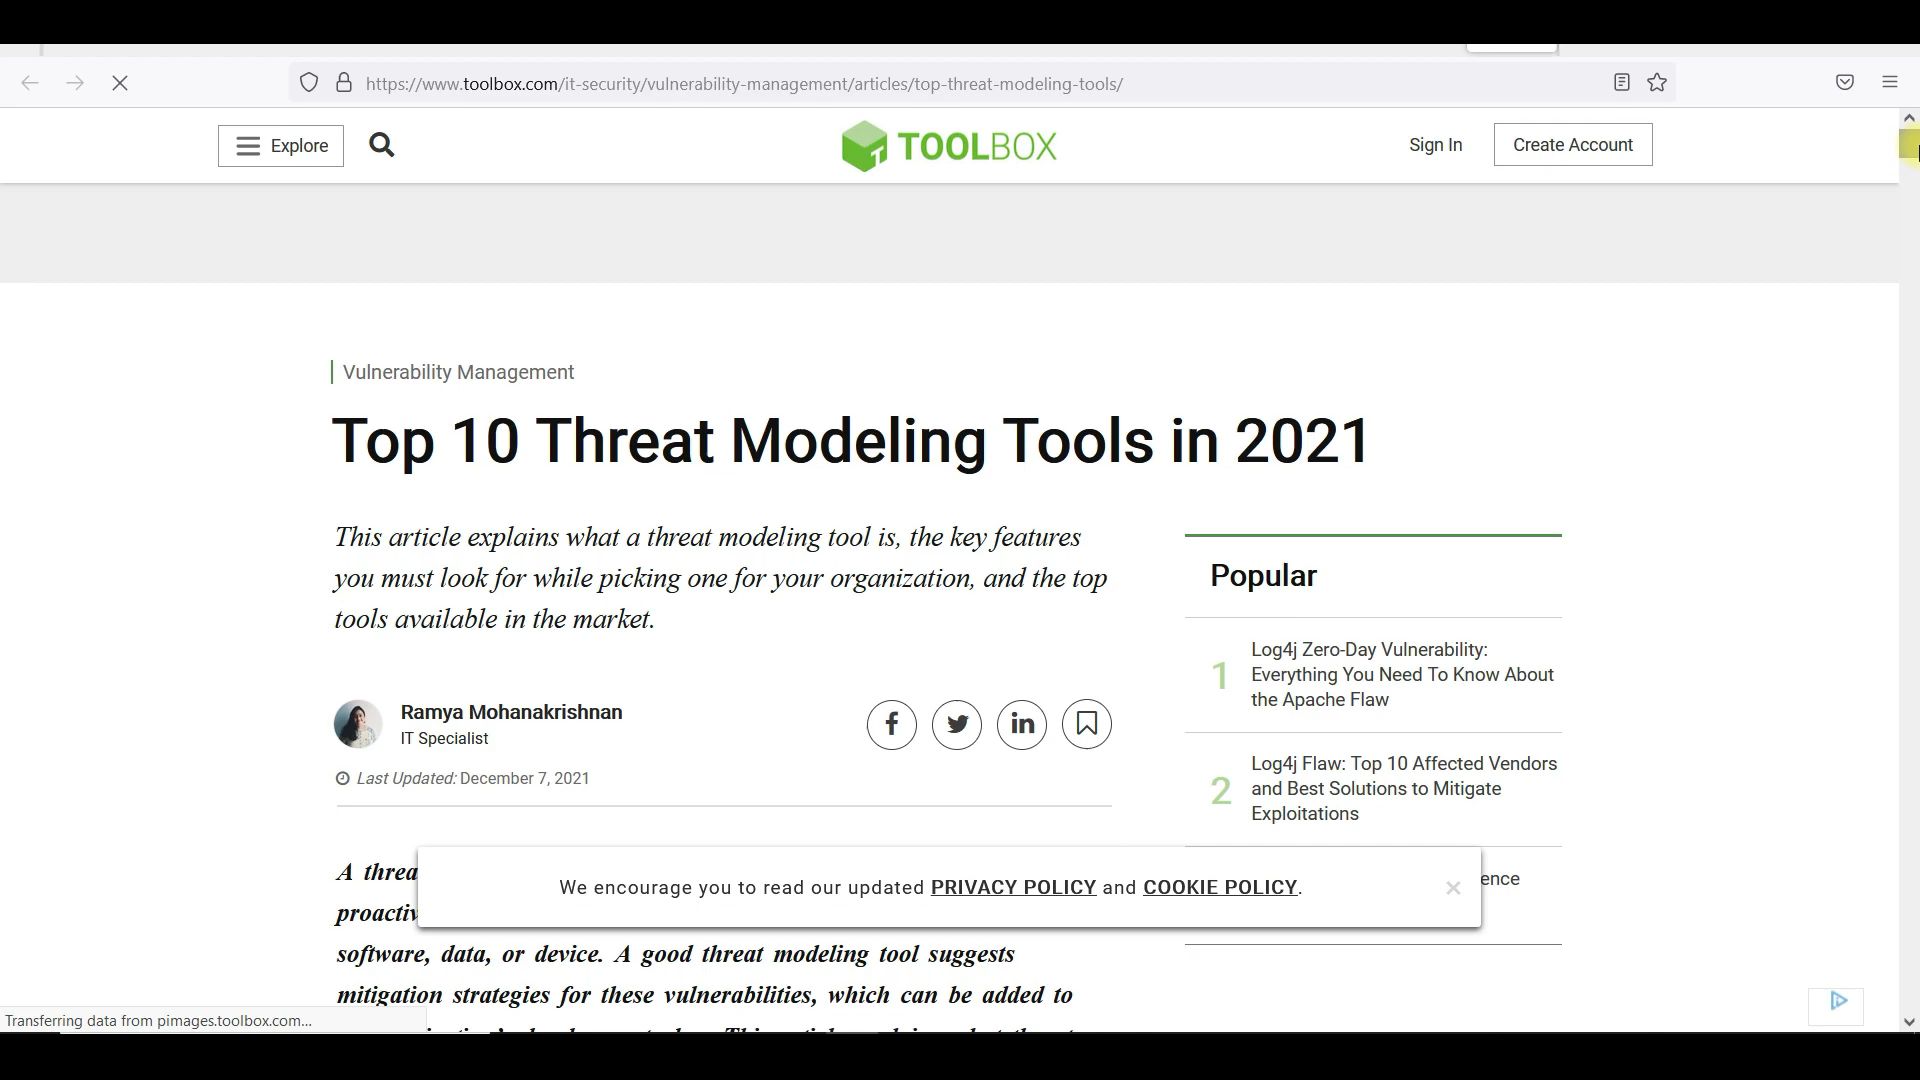 https://www.toolbox.com/it-security/vulnerability-management/articles/top-threat-modeling-tools/
Explore
TOOLBOX
Sign In
Create Account
Vulnerability Management
Top 10 Threat Modeling Tools in 2021
This article explains what a threat modeling tool is, the key features
you must look for while picking one for your organization, and the top
tools available in the market.
Ramya Mohanakrishnan
IT Specialist
Last Updated: December 7, 2021
Popular
1
Log4j Zero-Day Vulnerability:
Everything You Need To Know About
the Apache Flaw
2
Log4j Flaw: Top 10 Affected Vendors
and Best Solutions to Mitigate
Exploitations
ence
A threa
proactiv
We encourage you to read our updated PRIVACY POLICY and COOKIE POLICY.
software, data, or device. A good threat modeling tool suggests
mitigation strategies for these vulnerabilities, which can be added to
Transferring data from pimages.toolbox.com...